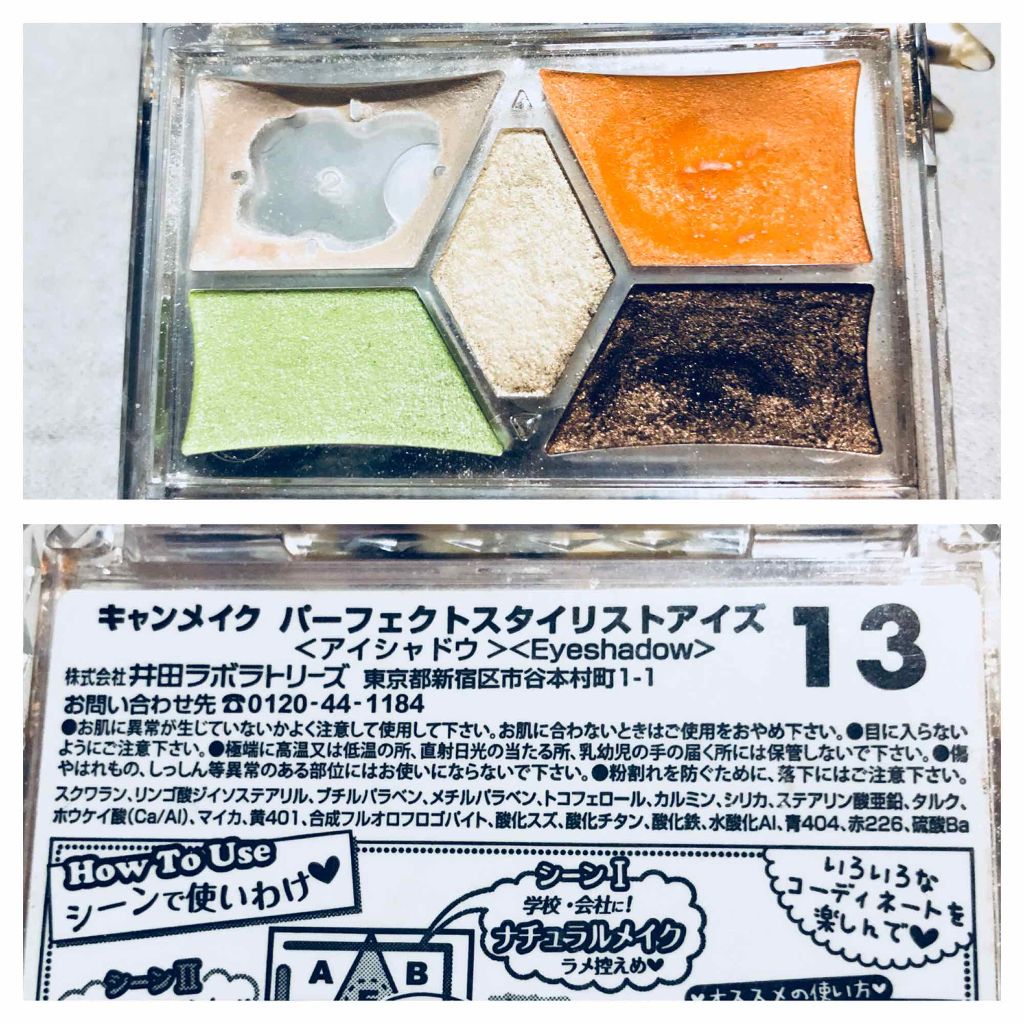 2
キャンメイク パーフェクトスタイリストアイズ
13
<アイシャドウ><Eyeshadow>
株式会社 井田ラボラトリーズ 東京都新宿区市谷本村町1-1
お問い合わせ先☎0120-44-1184
●お肌に異常が生じていないかよく注意して使用して下さい。お肌に合わないときはご使用をおやめ下さい。●目に入らない
ようにご注意下さい。●極端に高温又は低温の所、直射日光の当たる所、乳幼児の手の届く所には保管しないで下さい。●傷
やはれもの、しっしん等異常のある部位にはお使いにならないで下さい。●粉割れを防ぐために、落下にはご注意下さい。
スクワラン、リンゴ酸ジイソステアリル、ブチルパラベン、メチルパラベン、トコフェロール、カルミン、シリカ、ステアリン酸亜鉛、タルク、
ホウケイ酸(Ca/Al)、マイカ、黄401、合成フルオロフロゴパイト、酸化スズ、酸化チタン、酸化鉄、水酸化Al、青404、赤226、硫酸Ba
How To Use
シーンで使いわけ♥
シーン・I
学校・会社に!
ナチュラルメイク
ラメ控えめ♥
いろいろな
コーディネートを
楽しんで♥
シーンII
A B
♥オススメの使い方♥